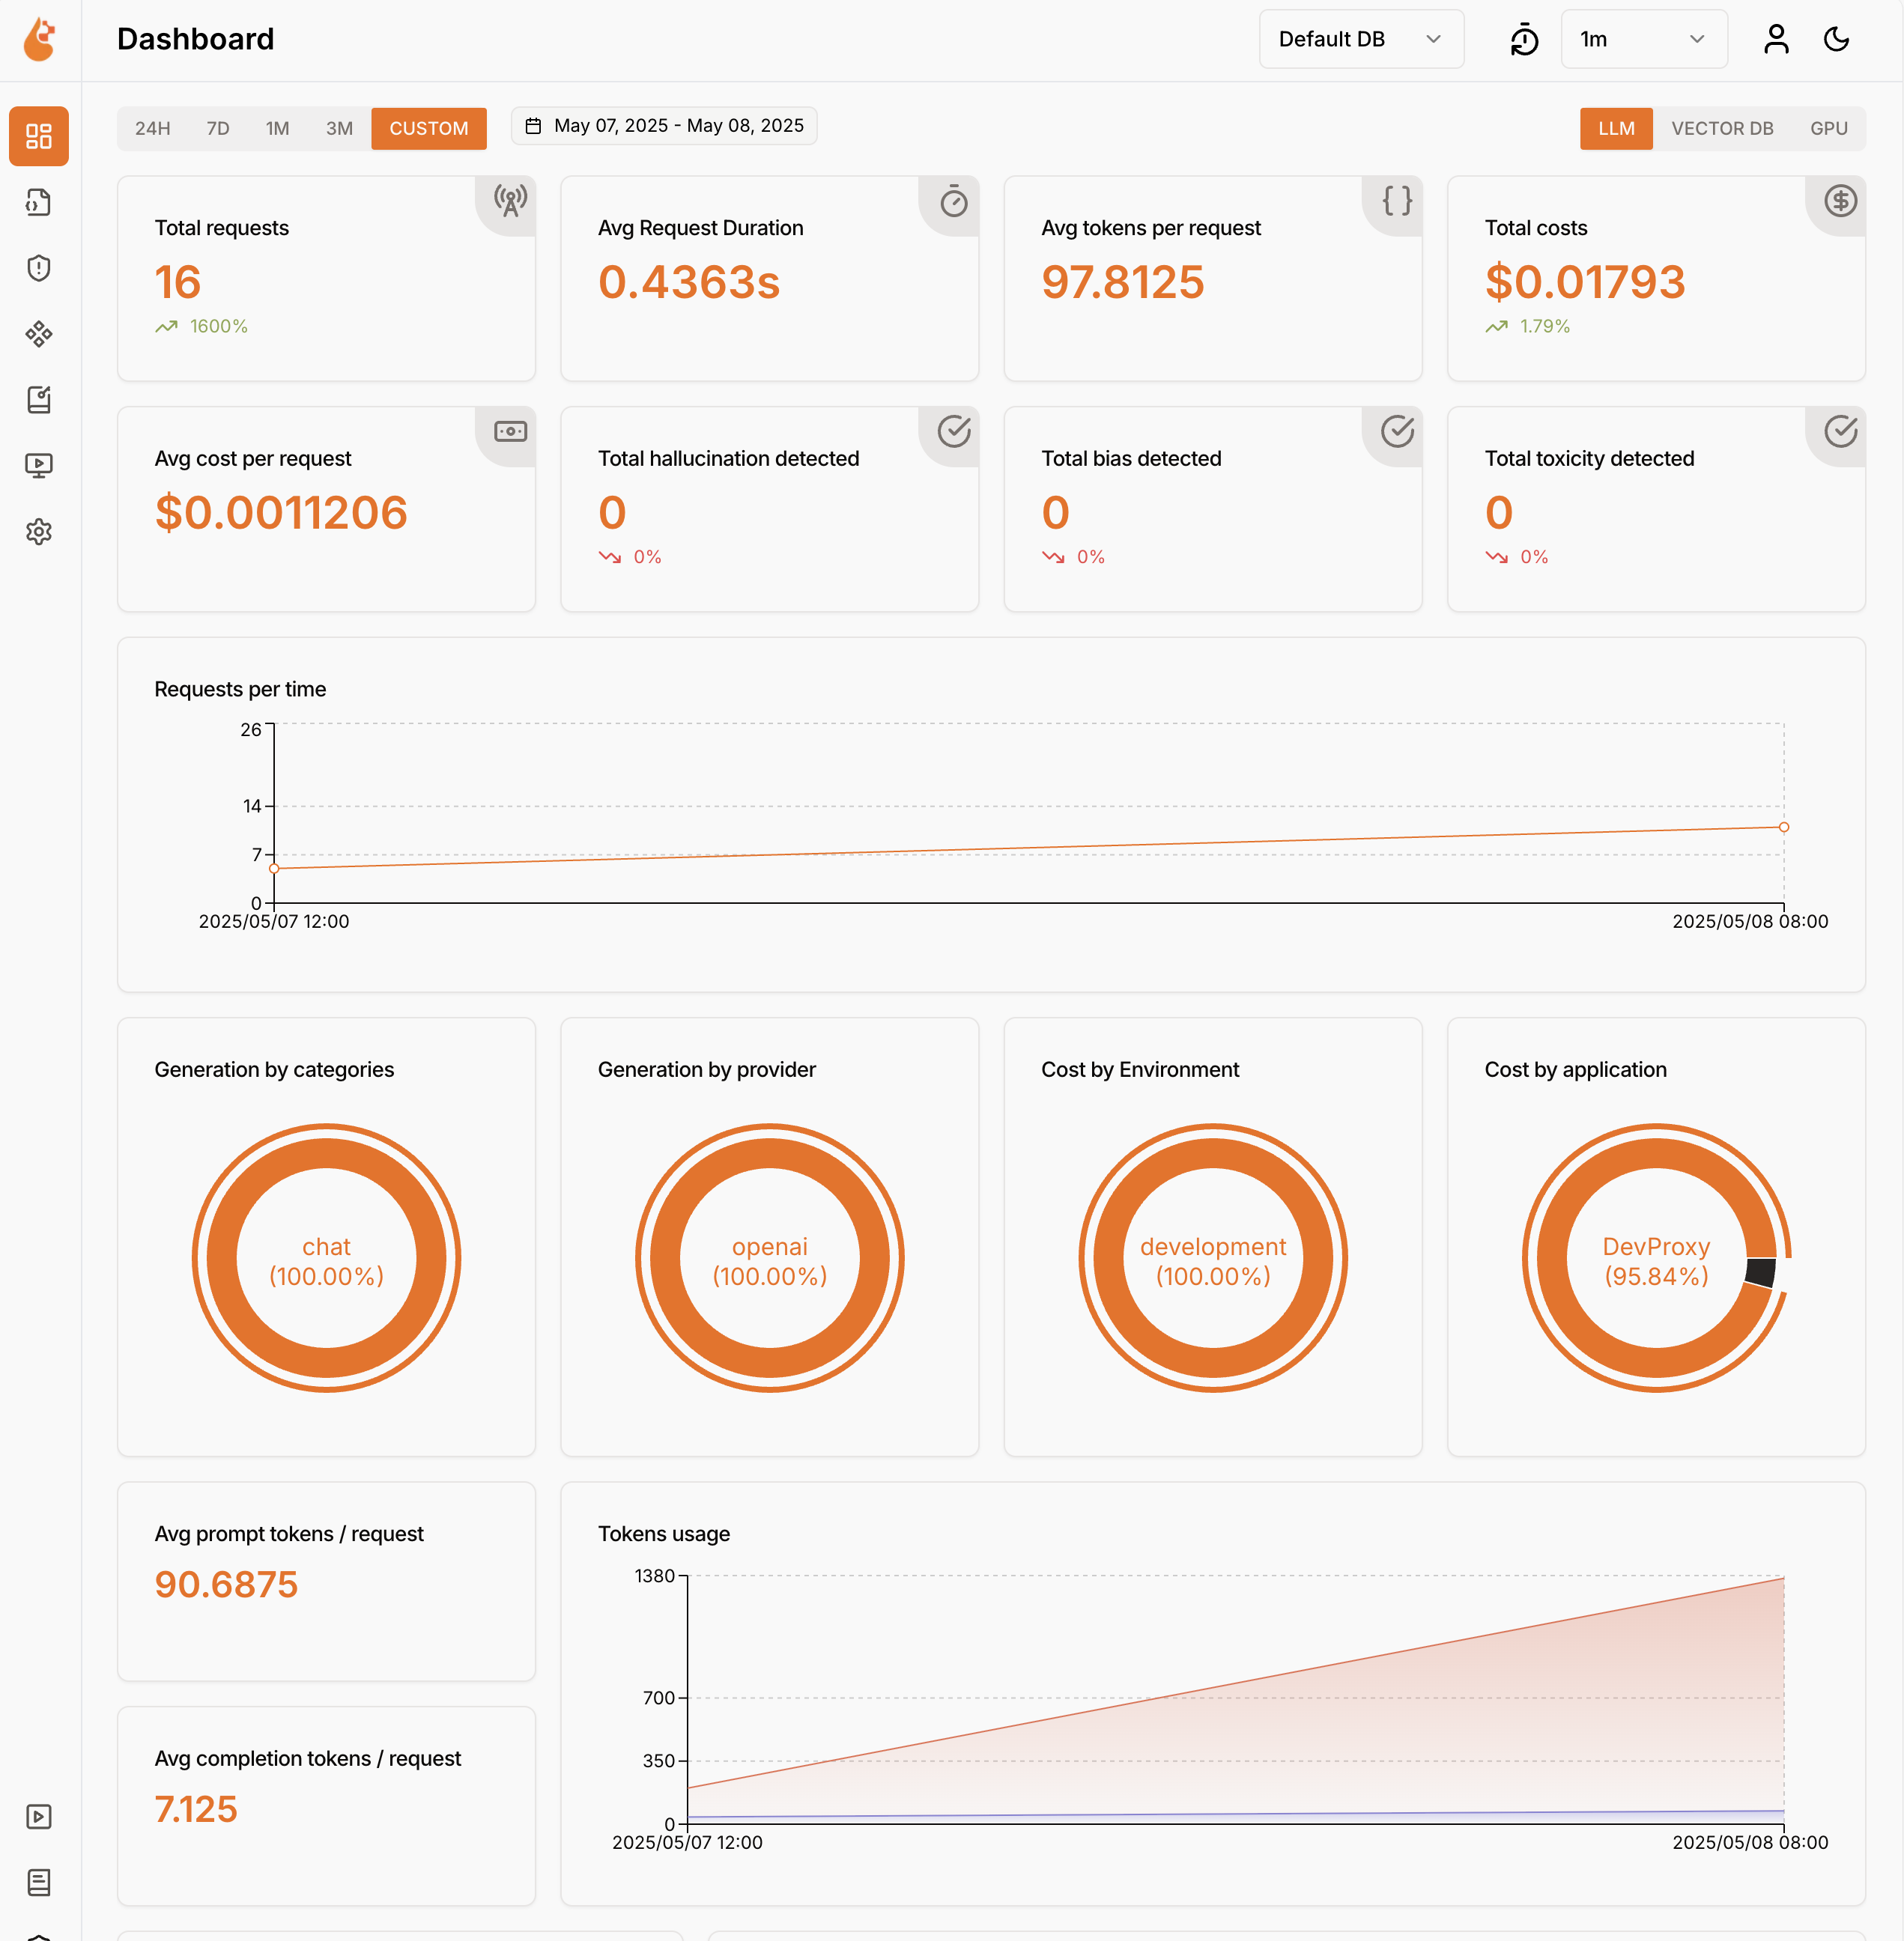 Dashboard
Default DB
1m
24H 7D 1M 3M CUSTOM
May 07, 2025 - May 08, 2025
LLM VECTOR DB GPU
Total requests
16
1600%
Avg Request Duration
0.4363s
Avg tokens per request
97.8125
Total costs
$0.01793
1.79%
Avg cost per request
$0.0011206
Total hallucination detected
0
0%
Total bias detected
0
0%
Total toxicity detected
0
0%
Requests per time
26
14
7
0
2025/05/07 12:00
2025/05/08 08:00
Generation by categories
chat
(100.00%)
Generation by provider
openai
(100.00%)
Cost by Environment
development
(100.00%)
Cost by application
DevProxy
(95.84%)
Avg prompt tokens / request
90.6875
Avg completion tokens / request
7.125
Tokens usage
1380
700
350
0
2025/05/07 12:00
2025/05/08 08:00